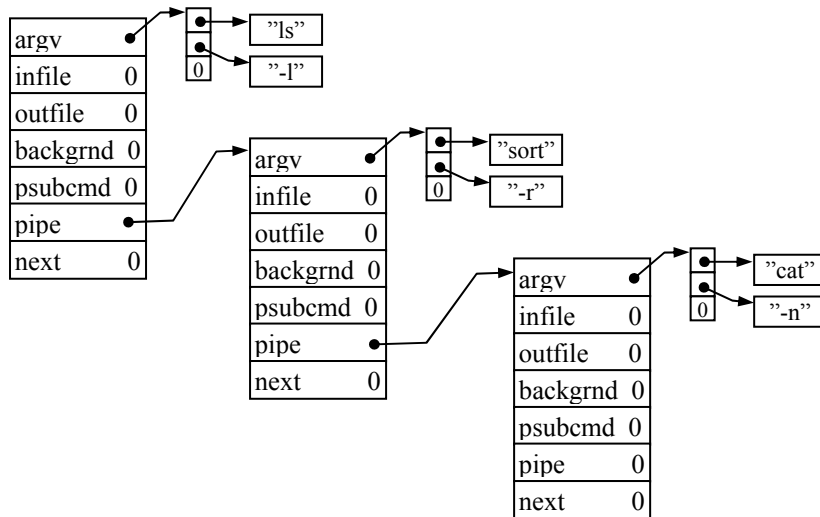 argv
infile 0
outfile 0
backgrnd 0
psubcmd 0
pipe
next 0
”ls”
”-l”
0
argv
infile 0
outfile 0
backgrnd 0
psubcmd 0
pipe
next 0
”sort”
”-r”
0
argv
infile 0
outfile 0
backgrnd 0
psubcmd 0
pipe 0
next 0
”cat”
”-n”
0